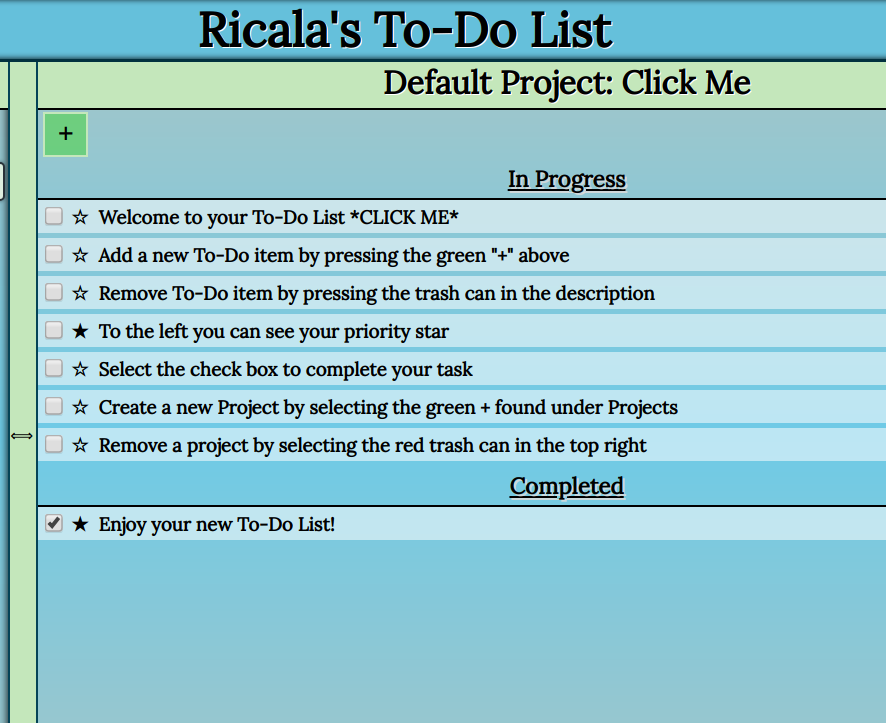 Ricala's To-Do List
Default Project: Click Me
+
In Progress
Welcome to your To-Do List *CLICK ME*
Add a new To-Do item by pressing the green "+" above
Remove To-Do item by pressing the trash can in the description
To the left you can see your priority star
Select the check box to complete your task
Create a new Project by selecting the green + found under Projects
Remove a project by selecting the red trash can in the top right
Completed
Enjoy your new To-Do List!